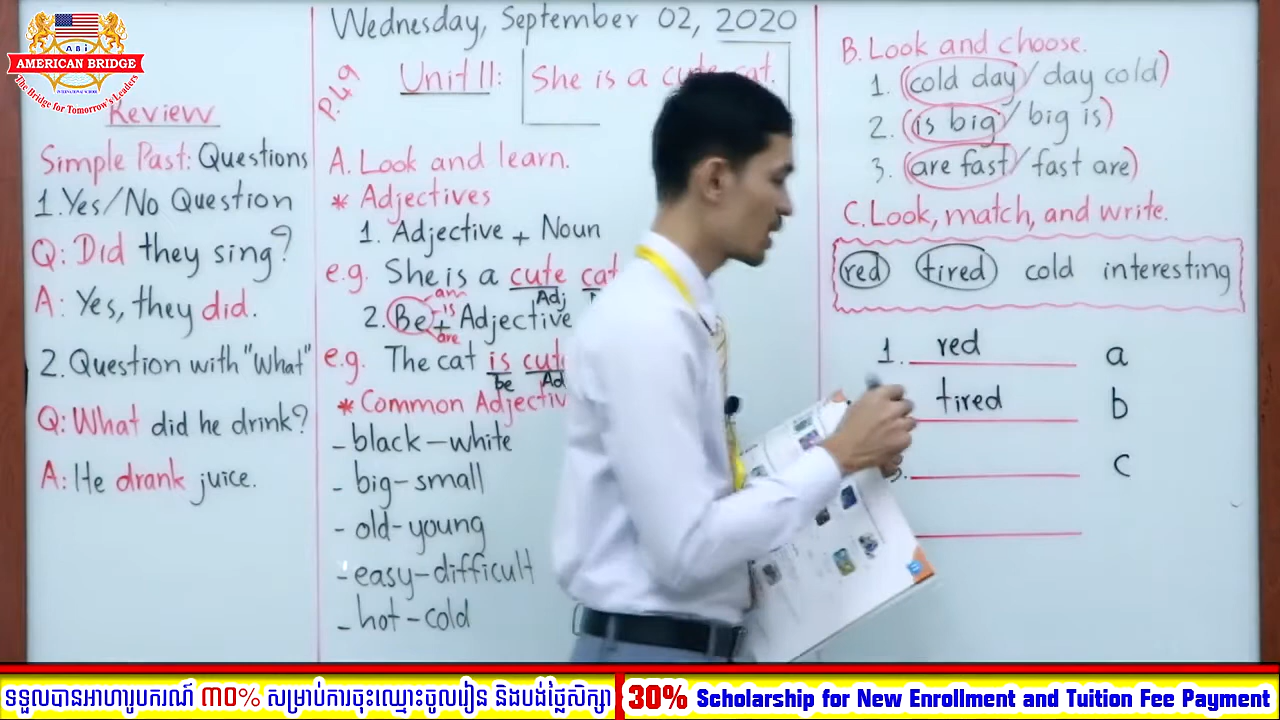 ABi
AMERICAN BRIDGE
INTERNATIONAL SCHOOL
The Bridge for Tomorrow's Leaders
Review
Simple Past: Questions
1. Yes/No Question
Q: Did they sing?
A: Yes, they did.
2. Question with "What"
Q: What did he drink?
A: He drank juice.
Wednesday, September 02, 2020
P.49
Unit 11: She is a cute cat.
A. Look and learn.
* Adjectives
1. Adjective + Noun
e.g. She is a cute cat
Adj
2. Be + Adjective
am
is
are
e.g. The cat is cute
be Ad
* Common Adjectiv
- black - white
- big - small
- old - young
- easy - difficult
- hot - cold
B. Look and choose.
1. (cold day / day cold)
2. (is big / big is)
3. (are fast / fast are)
C. Look, match, and write.
red tired cold interesting
1. red a
tired b
c
ទទួលបានអាហារូបករណ៍ ៣០% សម្រាប់ការចុះឈ្មោះចូលរៀន និងបង់ថ្លៃសិក្សា
30% Scholarship for New Enrollment and Tuition Fee Payment